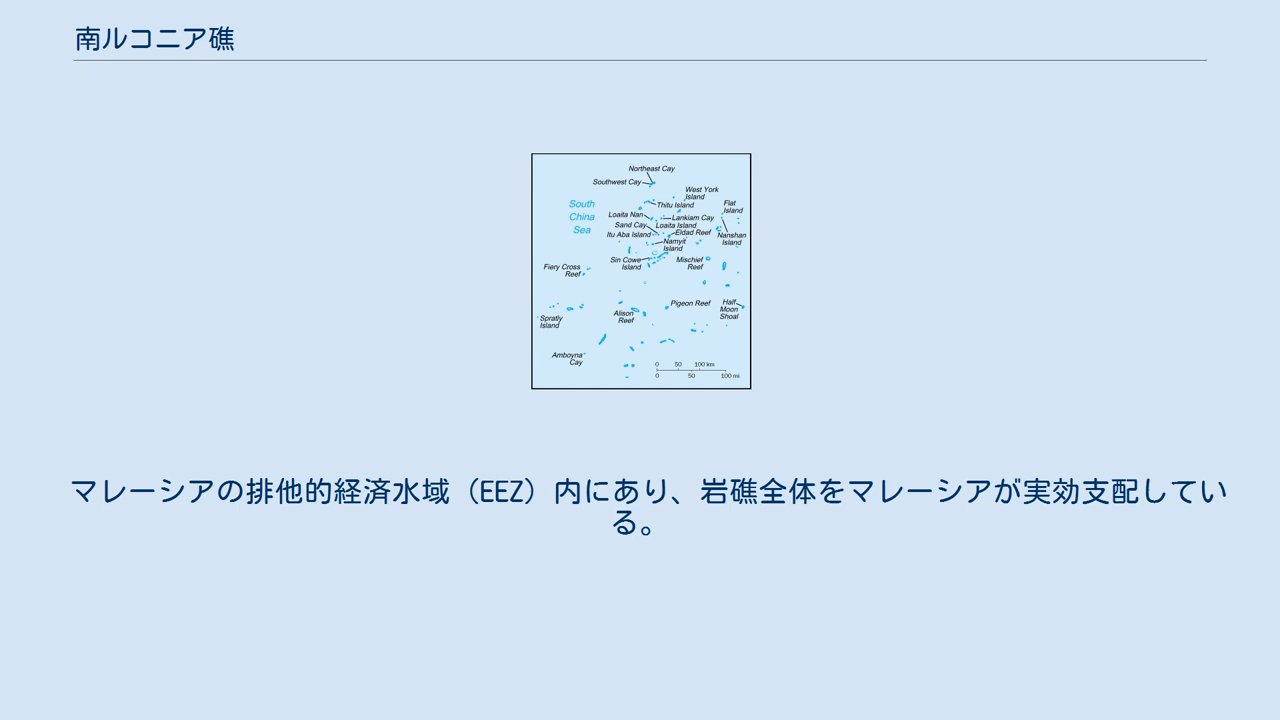 南ルコニア礁
Northeast Cay
Southwest Cay
West York
Island
South
China
Sea
Thitu Island
Flat
Island
Loaita Nan
Lankiam Cay
Sand Cay
Loaita Island
Itu Aba Island
Eldad Reef
Nanshan
Island
Namyit
Island
Sin Cowe
Island
Mischief
Reef
Fiery Cross
Reef
Pigeon Reef
Half
Moon
Shoal
Spratly
Island
Alison
Reef
Amboyna
Cay
0 50 100 km
0 50 100 mi
マレーシアの排他的経済水域（EEZ）内にあり、岩礁全体をマレーシアが実効支配してい
る。